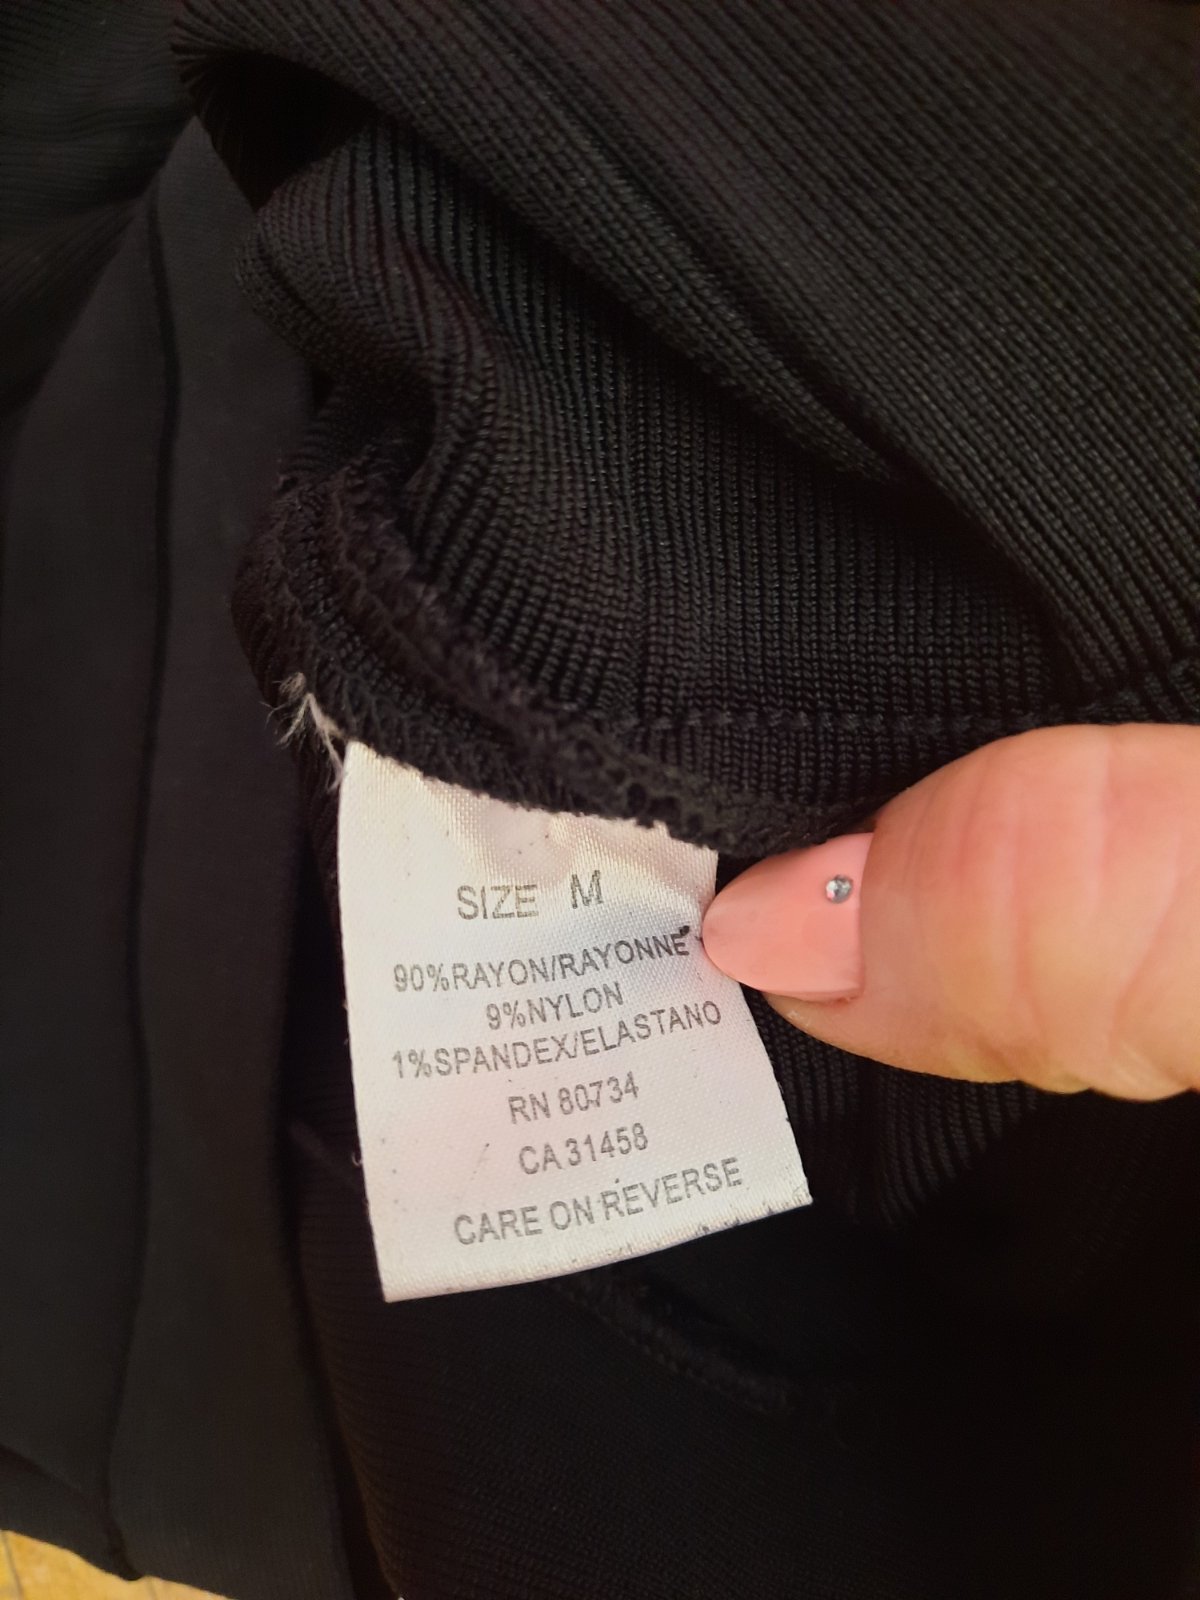 SIZE M
90%RAYON/RAYONNE
9%NYLON
1%SPANDEX/ELASTANO
RN 80734
CA 31458
CARE ON REVERSE